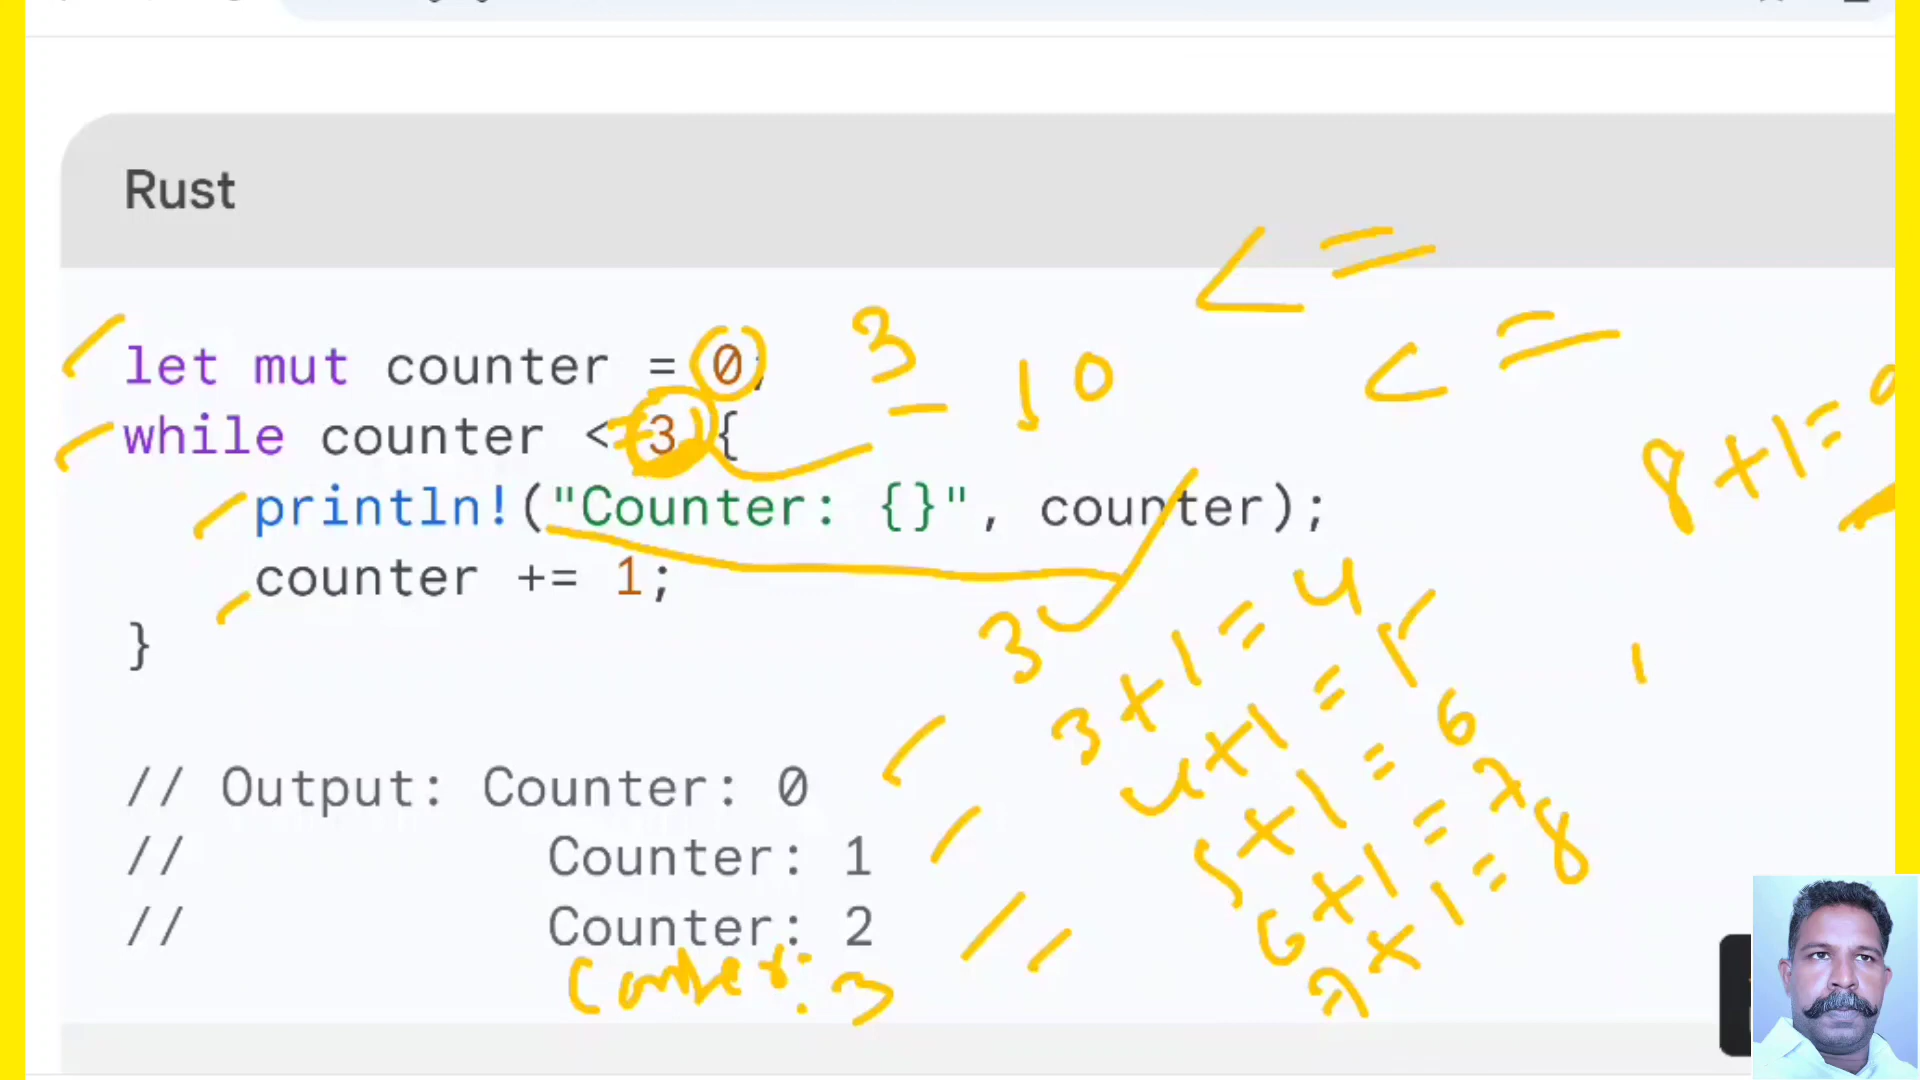 Rust
< =
let mut counter = 0; 3 - 10 < =
while counter <= 3 { 8+1=
println!("Counter: {}", counter);
counter += 1;
}
3
3+1=4
4+1=5
5+1=6
6+1=7
7+1=8
// Output: Counter: 0
// Counter: 1
// Counter: 2
Counter: 3